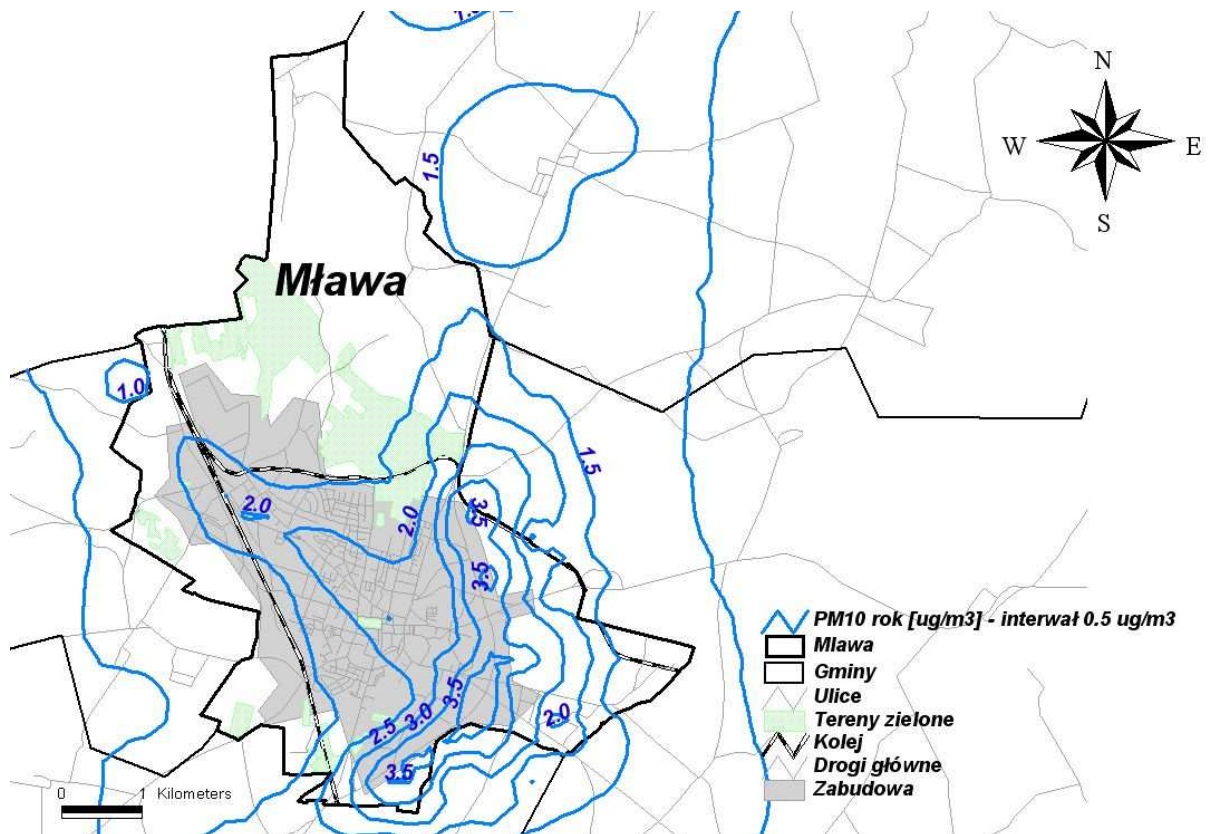 1.5
N
W E
S
1.5
Mława
1.0
1.5
2.0
3.5
2.0
3.5
PM10 rok [ug/m3] - interwał 0.5 ug/m3
Mlawa
Gminy
Ulice
Tereny zielone
Kolej
Drogi główne
Zabudowa
3.5
3.0
2.5
2.0
3.5
0 1 Kilometers